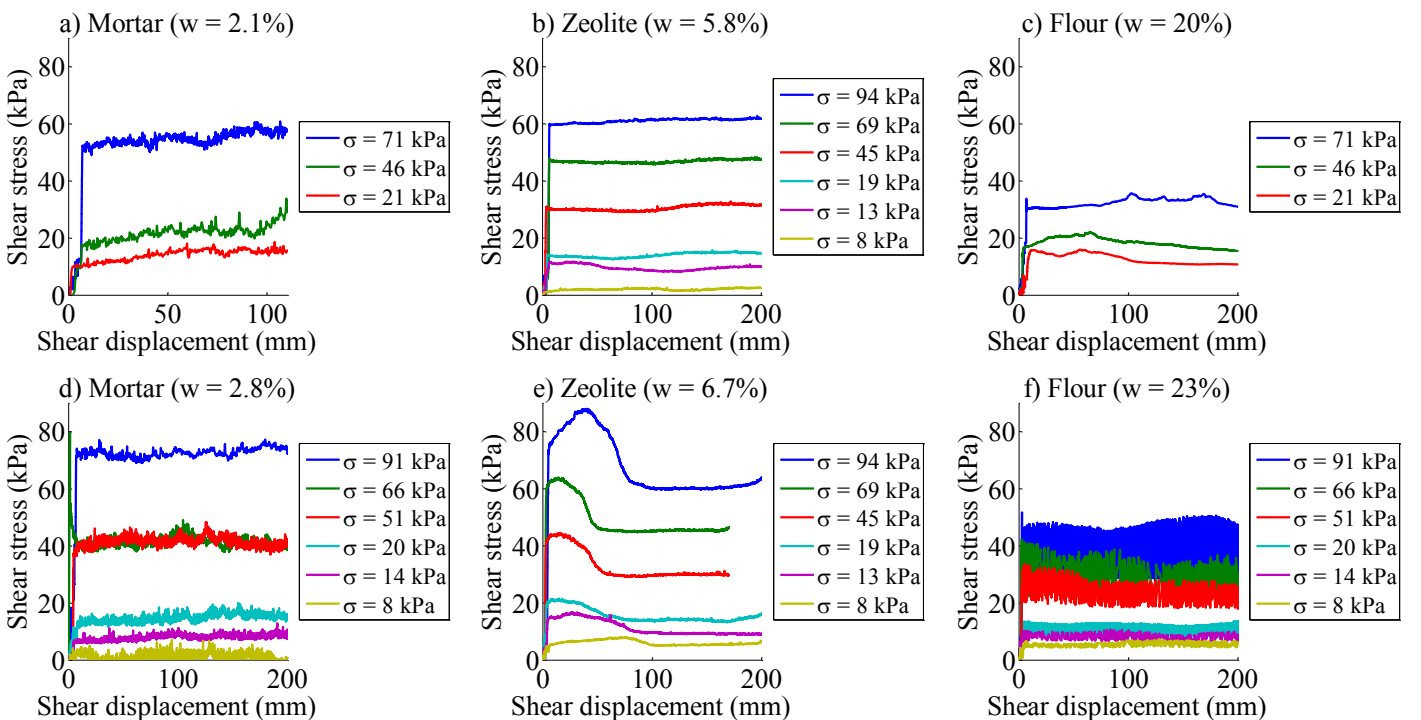 a) Mortar (w = 2.1%)
Shear stress (kPa)
80
60
40
20
0
0 50 100
Shear displacement (mm)
σ = 71 kPa
σ = 46 kPa
σ = 21 kPa
b) Zeolite (w = 5.8%)
Shear stress (kPa)
80
60
40
20
0
0 100 200
Shear displacement (mm)
σ = 94 kPa
σ = 69 kPa
σ = 45 kPa
σ = 19 kPa
σ = 13 kPa
σ = 8 kPa
c) Flour (w = 20%)
Shear stress (kPa)
80
60
40
20
0
0 100 200
Shear displacement (mm)
σ = 71 kPa
σ = 46 kPa
σ = 21 kPa
d) Mortar (w = 2.8%)
Shear stress (kPa)
80
60
40
20
0
0 100 200
Shear displacement (mm)
σ = 91 kPa
σ = 66 kPa
σ = 51 kPa
σ = 20 kPa
σ = 14 kPa
σ = 8 kPa
e) Zeolite (w = 6.7%)
Shear stress (kPa)
80
60
40
20
0
0 100 200
Shear displacement (mm)
σ = 94 kPa
σ = 69 kPa
σ = 45 kPa
σ = 19 kPa
σ = 13 kPa
σ = 8 kPa
f) Flour (w = 23%)
Shear stress (kPa)
80
60
40
20
0
0 100 200
Shear displacement (mm)
σ = 91 kPa
σ = 66 kPa
σ = 51 kPa
σ = 20 kPa
σ = 14 kPa
σ = 8 kPa